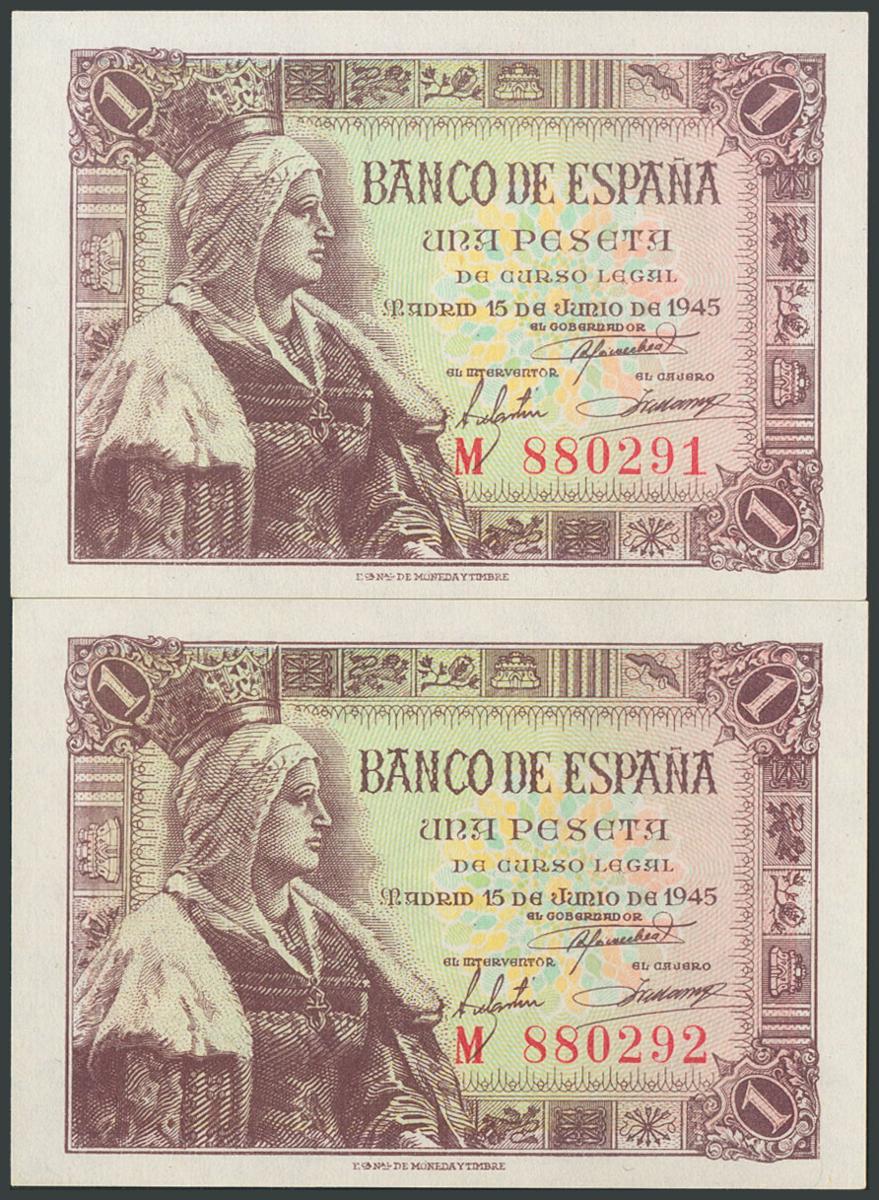 1 1
BANCO DE ESPAÑA
UNA PESETA
DE CURSO LEGAL
MADRID 15 DE JUNIO DE 1945
EL GOBERNADOR
EL INTERVENTOR EL CAJERO
M 880291
1
DE MONEDA Y TIMBRE
1 1
BANCO DE ESPAÑA
UNA PESETA
DE CURSO LEGAL
MADRID 15 DE JUNIO DE 1945
EL GOBERNADOR
EL INTERVENTOR EL CAJERO
M 880292
1
DE MONEDA Y TIMBRE